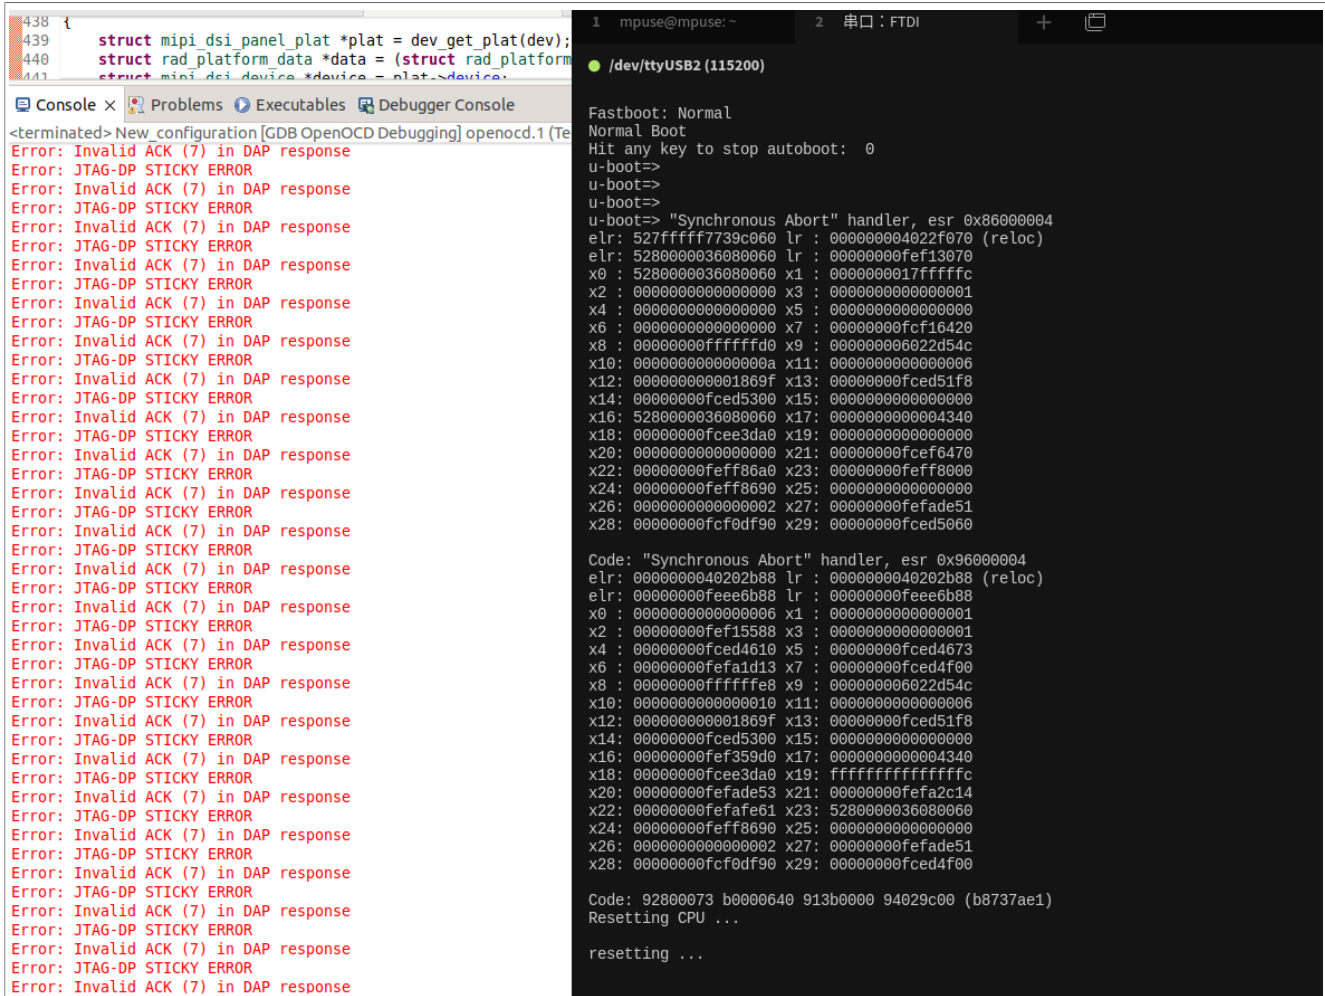 438 {
439 struct mipi_dsi_panel_plat *plat = dev_get_plat(dev);
440 struct rad_platform_data *data = (struct rad_platform
441 struct mipi_dsi_device *device = plat->device;
Console Problems Executables Debugger Console
<terminated> New_configuration [GDB OpenOCD Debugging] openocd.1 (Te
Error: Invalid ACK (7) in DAP response
Error: JTAG-DP STICKY ERROR
Error: Invalid ACK (7) in DAP response
Error: JTAG-DP STICKY ERROR
Error: Invalid ACK (7) in DAP response
Error: JTAG-DP STICKY ERROR
Error: Invalid ACK (7) in DAP response
Error: JTAG-DP STICKY ERROR
Error: Invalid ACK (7) in DAP response
Error: JTAG-DP STICKY ERROR
Error: Invalid ACK (7) in DAP response
Error: JTAG-DP STICKY ERROR
Error: Invalid ACK (7) in DAP response
Error: JTAG-DP STICKY ERROR
Error: Invalid ACK (7) in DAP response
Error: JTAG-DP STICKY ERROR
Error: Invalid ACK (7) in DAP response
Error: JTAG-DP STICKY ERROR
Error: Invalid ACK (7) in DAP response
Error: JTAG-DP STICKY ERROR
Error: Invalid ACK (7) in DAP response
Error: JTAG-DP STICKY ERROR
Error: Invalid ACK (7) in DAP response
Error: JTAG-DP STICKY ERROR
Error: Invalid ACK (7) in DAP response
Error: JTAG-DP STICKY ERROR
Error: Invalid ACK (7) in DAP response
Error: JTAG-DP STICKY ERROR
Error: Invalid ACK (7) in DAP response
Error: JTAG-DP STICKY ERROR
Error: Invalid ACK (7) in DAP response
Error: JTAG-DP STICKY ERROR
Error: Invalid ACK (7) in DAP response
Error: JTAG-DP STICKY ERROR
Error: Invalid ACK (7) in DAP response
Error: JTAG-DP STICKY ERROR
Error: Invalid ACK (7) in DAP response
Error: JTAG-DP STICKY ERROR
Error: Invalid ACK (7) in DAP response
Error: JTAG-DP STICKY ERROR
Error: Invalid ACK (7) in DAP response
Error: JTAG-DP STICKY ERROR
Error: Invalid ACK (7) in DAP response
Error: JTAG-DP STICKY ERROR
Error: Invalid ACK (7) in DAP response
1 mpuse@mpuse: ~ 2 串口：FTDI
/dev/ttyUSB2 (115200)
Fastboot: Normal
Normal Boot
Hit any key to stop autoboot: 0
u-boot=>
u-boot=>
u-boot=>
u-boot=> "Synchronous Abort" handler, esr 0x86000004
elr: 527fffff7739c060 lr : 000000004022f070 (reloc)
elr: 5280000036080060 lr : 00000000fef13070
x0 : 5280000036080060 x1 : 0000000017fffffc
x2 : 0000000000000000 x3 : 0000000000000001
x4 : 0000000000000000 x5 : 0000000000000000
x6 : 0000000000000000 x7 : 00000000fcf16420
x8 : 00000000ffffffd0 x9 : 000000006022d54c
x10: 000000000000000a x11: 0000000000000006
x12: 000000000001869f x13: 00000000fced51f8
x14: 00000000fced5300 x15: 0000000000000000
x16: 5280000036080060 x17: 0000000000004340
x18: 00000000fcee3da0 x19: 0000000000000000
x20: 0000000000000000 x21: 00000000fcef6470
x22: 00000000feff86a0 x23: 00000000feff8000
x24: 00000000feff8690 x25: 0000000000000000
x26: 0000000000000002 x27: 00000000fefade51
x28: 00000000fcf0df90 x29: 00000000fced5060
Code: "Synchronous Abort" handler, esr 0x96000004
elr: 0000000040202b88 lr : 0000000040202b88 (reloc)
elr: 00000000feee6b88 lr : 00000000feee6b88
x0 : 0000000000000006 x1 : 0000000000000001
x2 : 00000000fef15588 x3 : 0000000000000001
x4 : 00000000fced4610 x5 : 00000000fced4673
x6 : 00000000fefa1d13 x7 : 00000000fced4f00
x8 : 00000000ffffffe8 x9 : 000000006022d54c
x10: 0000000000000010 x11: 0000000000000006
x12: 000000000001869f x13: 00000000fced51f8
x14: 00000000fced5300 x15: 0000000000000000
x16: 00000000fef359d0 x17: 0000000000004340
x18: 00000000fcee3da0 x19: fffffffffffffffc
x20: 00000000fefade53 x21: 00000000fefa2c14
x22: 00000000fefafe61 x23: 5280000036080060
x24: 00000000feff8690 x25: 0000000000000000
x26: 0000000000000002 x27: 00000000fefade51
x28: 00000000fcf0df90 x29: 00000000fced4f00
Code: 92800073 b0000640 913b0000 94029c00 (b8737ae1)
Resetting CPU ...
resetting ...